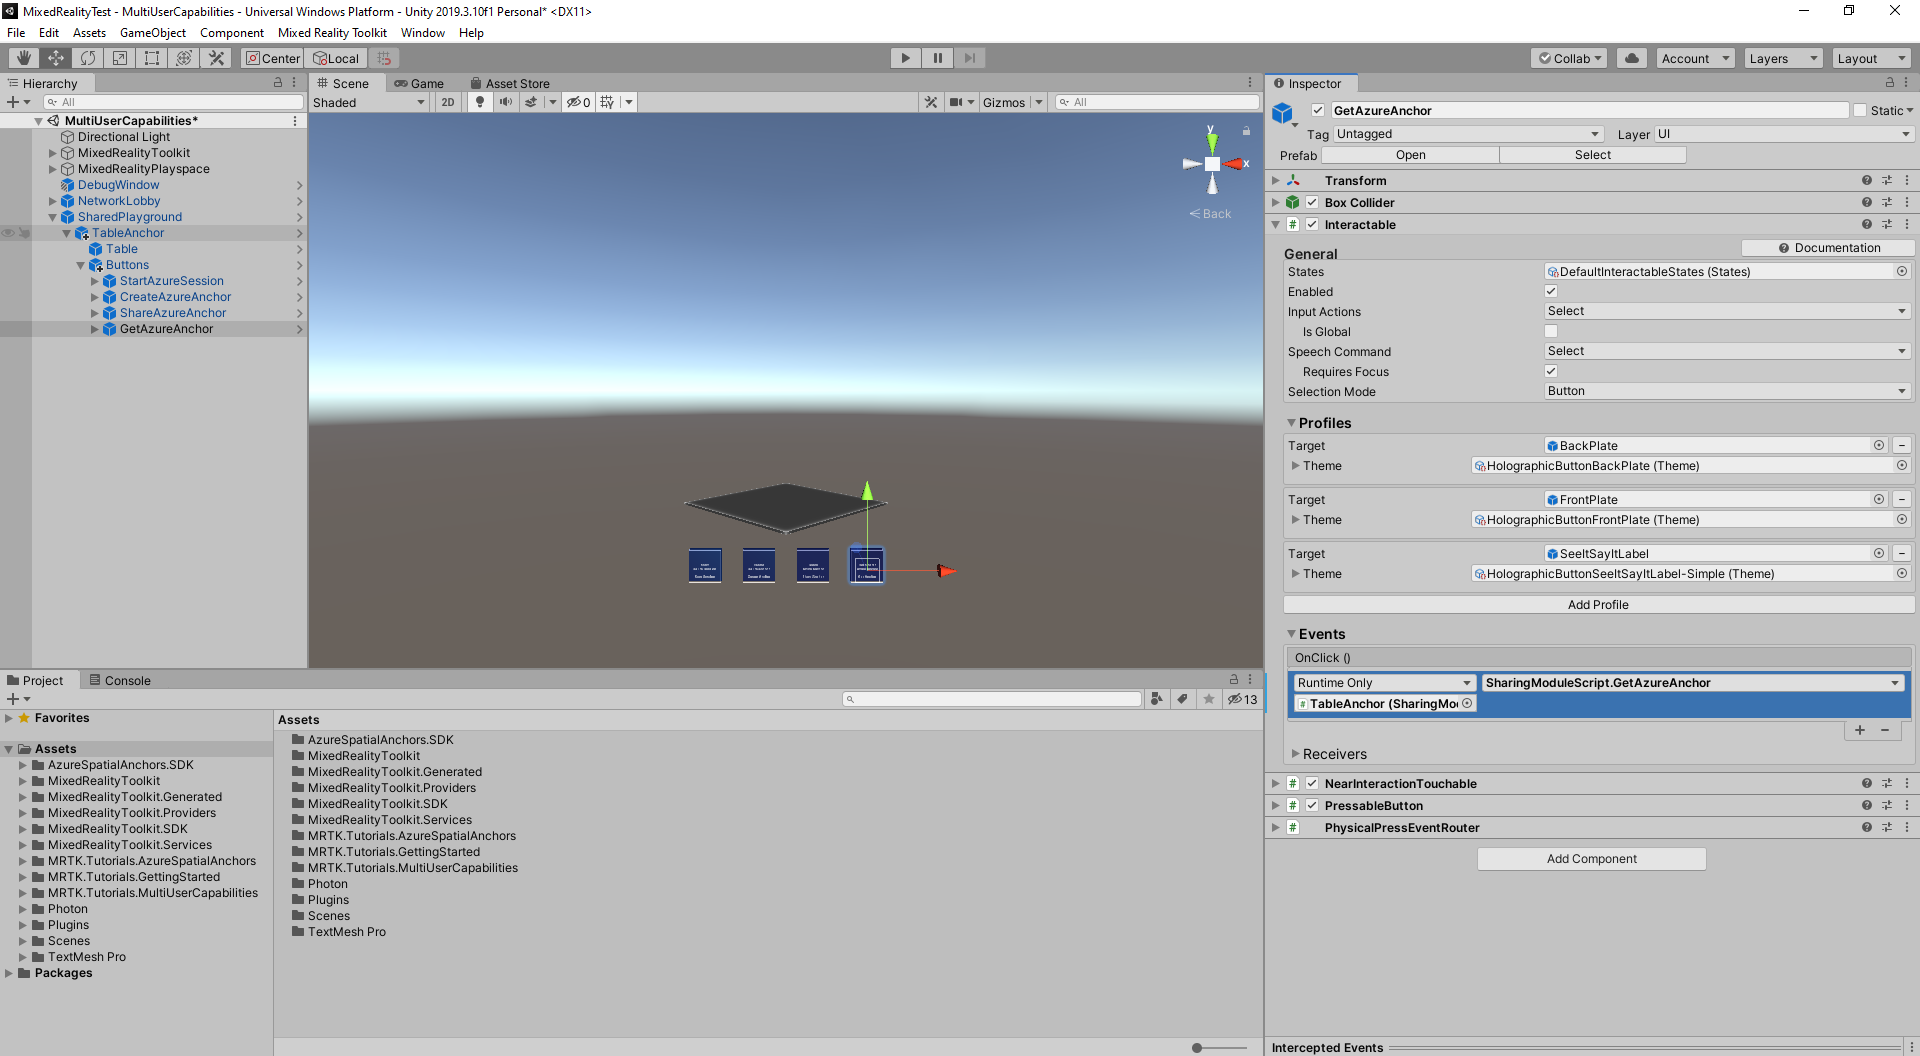 MixedRealityTest - MultiUserCapabilities - Universal Windows Platform - Unity 2019.3.10f1 Personal* <DX11>
File Edit Assets GameObject Component Mixed Reality Toolkit Window Help
Center Local Collab Account Layers Layout
Hierarchy
All
MultiUserCapabilities*
Directional Light
MixedRealityToolkit
MixedRealityPlayspace
DebugWindow
NetworkLobby
SharedPlayground
TableAnchor
Table
Buttons
StartAzureSession
CreateAzureAnchor
ShareAzureAnchor
GetAzureAnchor
Scene Game Asset Store
Shaded 2D 0 Gizmos All
y
x
Back
Inspector
GetAzureAnchor Static
Tag Untagged Layer UI
Prefab Open Select
Transform
Box Collider
Interactable
Documentation
General
States DefaultInteractableStates (States)
Enabled
Input Actions Select
Is Global
Speech Command Select
Requires Focus
Selection Mode Button
Profiles
Target BackPlate
Theme HolographicButtonBackPlate (Theme)
Target FrontPlate
Theme HolographicButtonFrontPlate (Theme)
Target SeeItSayItLabel
Theme HolographicButtonSeeItSayItLabel-Simple (Theme)
Add Profile
Events
OnClick ()
Runtime Only SharingModuleScript.GetAzureAnchor
TableAnchor (SharingMo
Receivers
NearInteractionTouchable
PressableButton
PhysicalPressEventRouter
Add Component
Intercepted Events
Project Console
13
Favorites
Assets
AzureSpatialAnchors.SDK
MixedRealityToolkit
MixedRealityToolkit.Generated
MixedRealityToolkit.Providers
MixedRealityToolkit.SDK
MixedRealityToolkit.Services
MRTK.Tutorials.AzureSpatialAnchors
MRTK.Tutorials.GettingStarted
MRTK.Tutorials.MultiUserCapabilities
Photon
Plugins
Scenes
TextMesh Pro
Packages
Assets
AzureSpatialAnchors.SDK
MixedRealityToolkit
MixedRealityToolkit.Generated
MixedRealityToolkit.Providers
MixedRealityToolkit.SDK
MixedRealityToolkit.Services
MRTK.Tutorials.AzureSpatialAnchors
MRTK.Tutorials.GettingStarted
MRTK.Tutorials.MultiUserCapabilities
Photon
Plugins
Scenes
TextMesh Pro